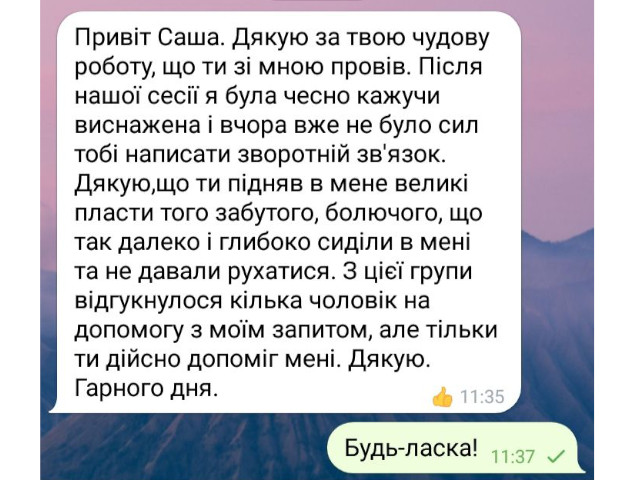 Привіт Саша. Дякую за твою чудову
роботу, що ти зі мною провів. Після
нашої сесії я була чесно кажучи
виснажена і вчора вже не було сил
тобі написати зворотній зв'язок.
Дякую,що ти підняв в мене великі
пласти того забутого, болючого, що
так далеко і глибоко сиділи в мені
та не давали рухатися. З цієї групи
відгукнулося кілька чоловік на
допомогу з моїм запитом, але тільки
ти дійсно допоміг мені. Дякую.
Гарного дня.
👍 11:35
Будь-ласка! 11:37